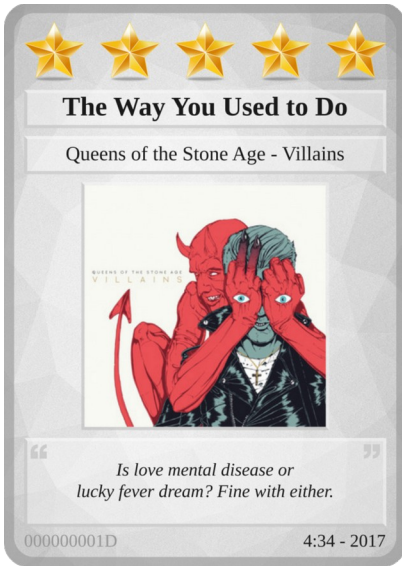 The Way You Used to Do
Queens of the Stone Age - Villains
QUEENS OF THE STONE AGE
VILLAINS
“ ”
Is love mental disease or
lucky fever dream? Fine with either.
000000001D
4:34 - 2017